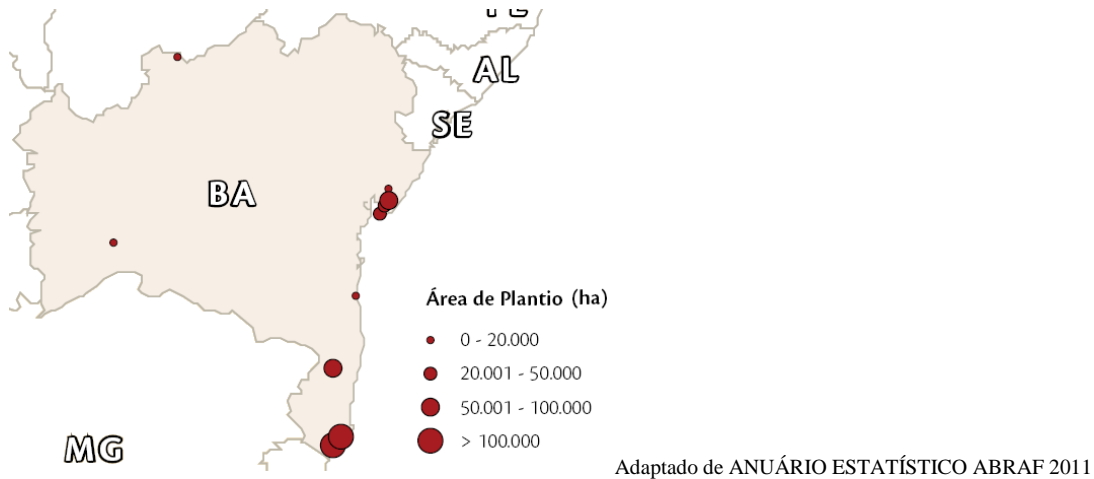 AL
SE
BA
Área de Plantio (ha)
0 - 20.000
20.001 - 50.000
50.001 - 100.000
> 100.000
MG
Adaptado de ANUÁRIO ESTATÍSTICO ABRAF 2011